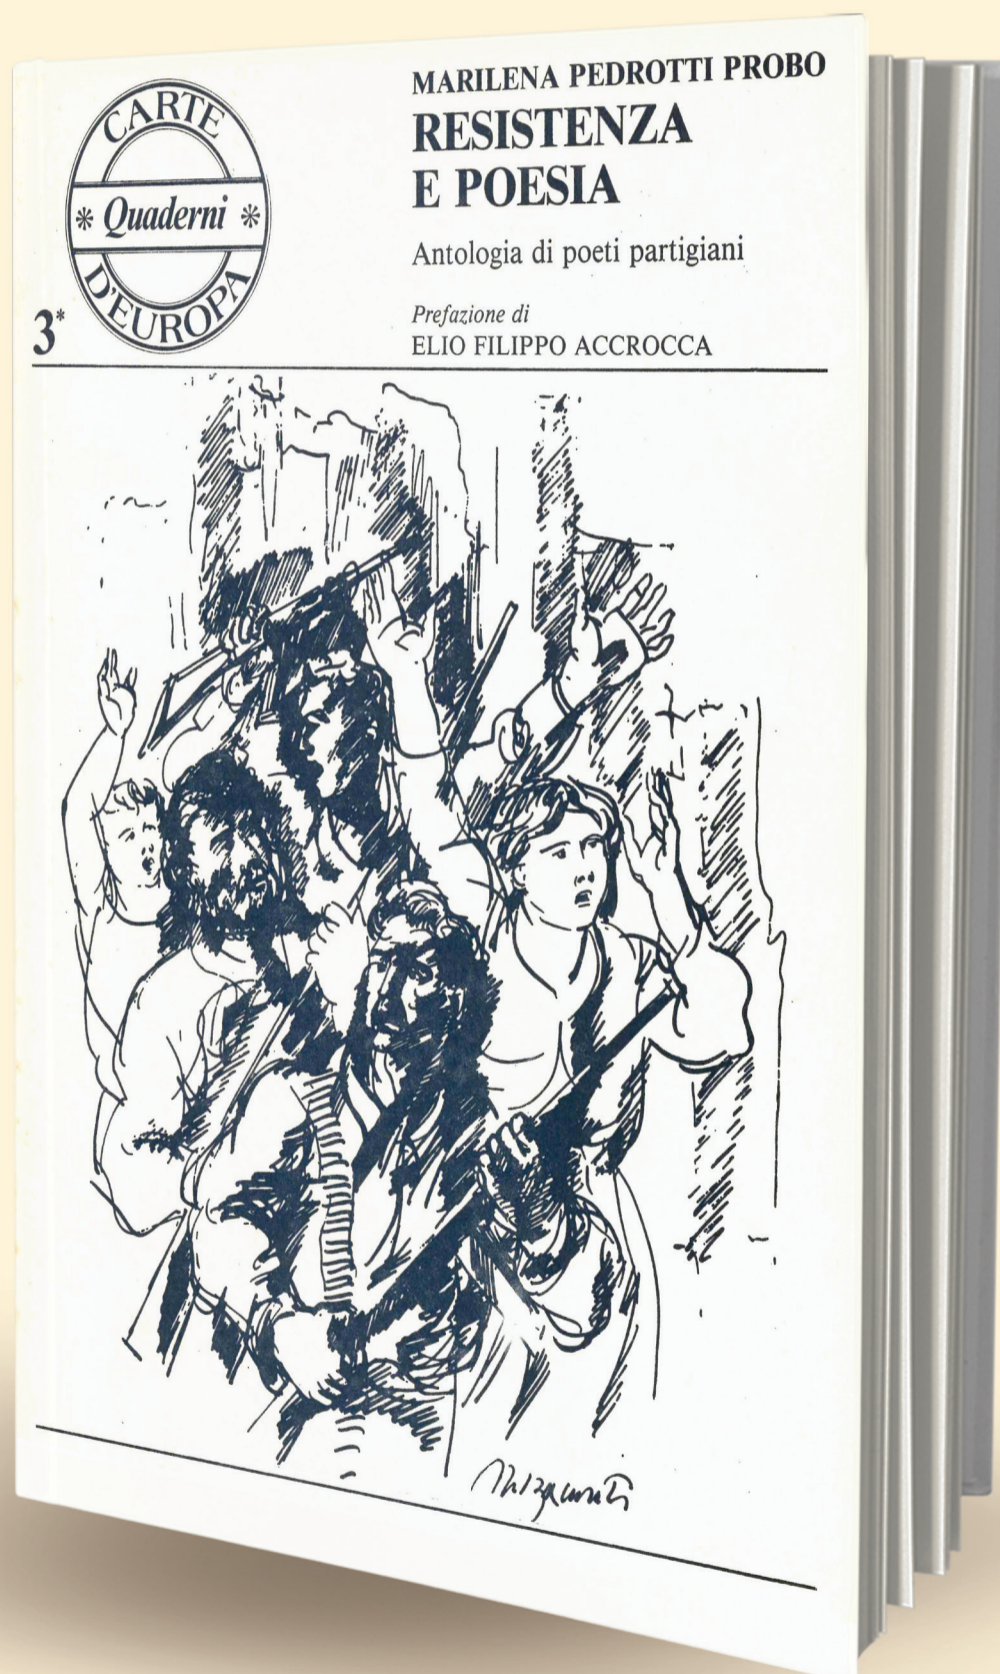 CARTE
* Quaderni *
D'EUROPA
3*
MARILENA PEDROTTI PROBO
RESISTENZA
E POESIA
Antologia di poeti partigiani
Prefazione di
ELIO FILIPPO ACCROCCA